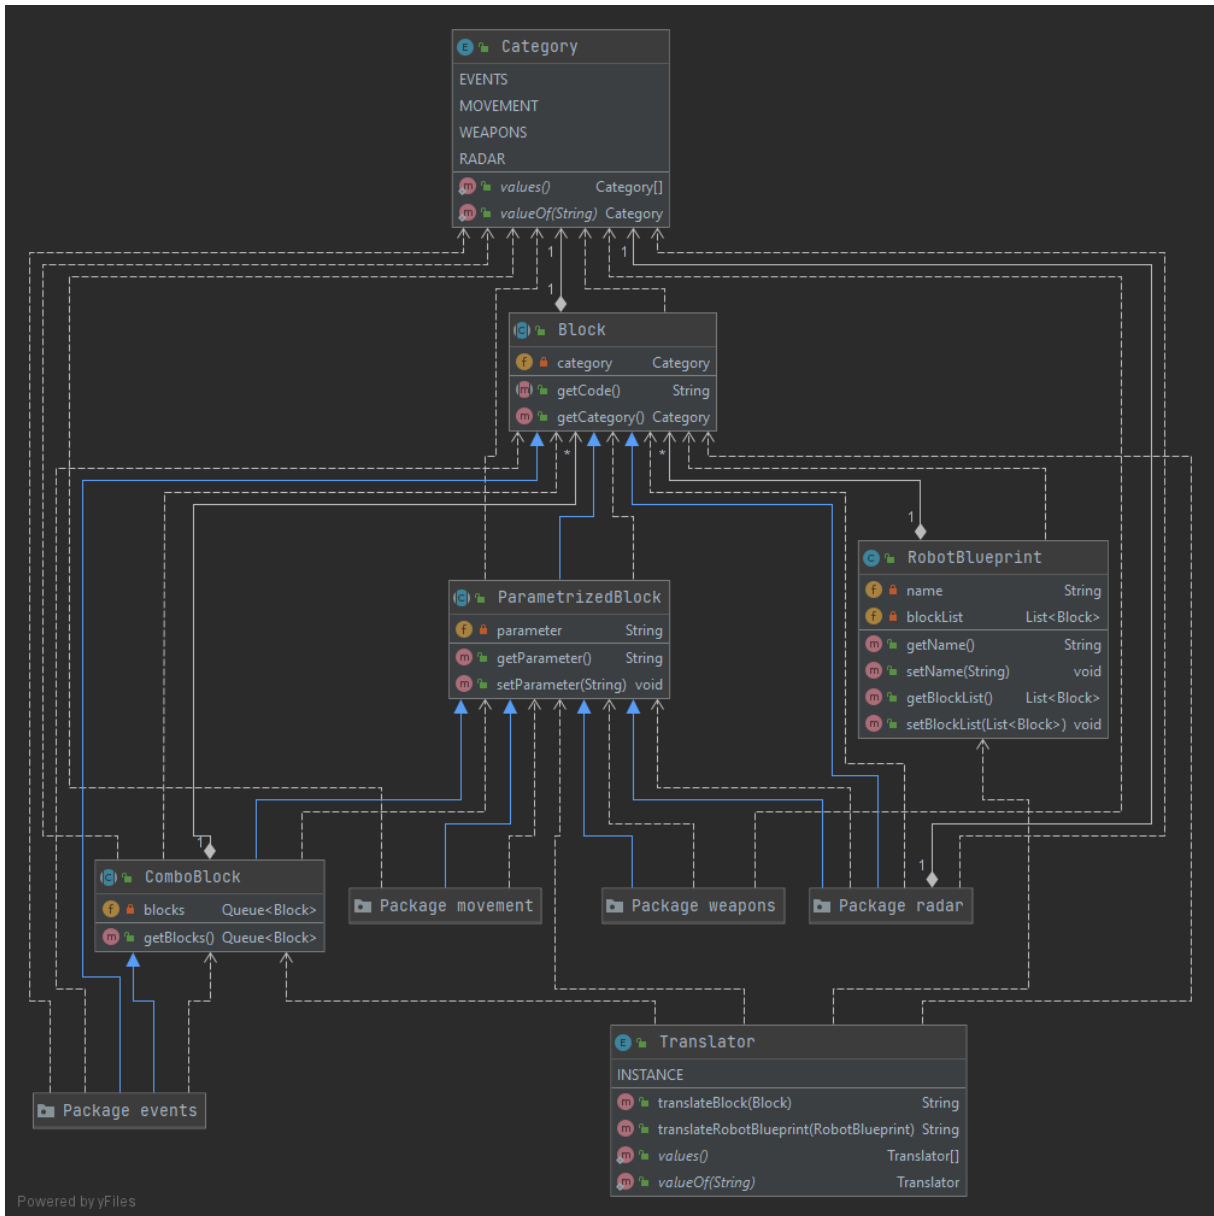 Category
EVENTS
MOVEMENT
WEAPONS
RADAR
values() Category[]
valueOf(String) Category
1 1
1
Block
category Category
getCode() String
getCategory() Category
* *
1
RobotBlueprint
name String
blockList List<Block>
getName() String
setName(String) void
getBlockList() List<Block>
setBlockList(List<Block>) void
ParametrizedBlock
parameter String
getParameter() String
setParameter(String) void
1
1
ComboBlock
blocks Queue<Block>
getBlocks() Queue<Block>
Package movement
Package weapons
Package radar
Translator
INSTANCE
translateBlock(Block) String
translateRobotBlueprint(RobotBlueprint) String
values() Translator[]
valueOf(String) Translator
Package events
Powered by yFiles